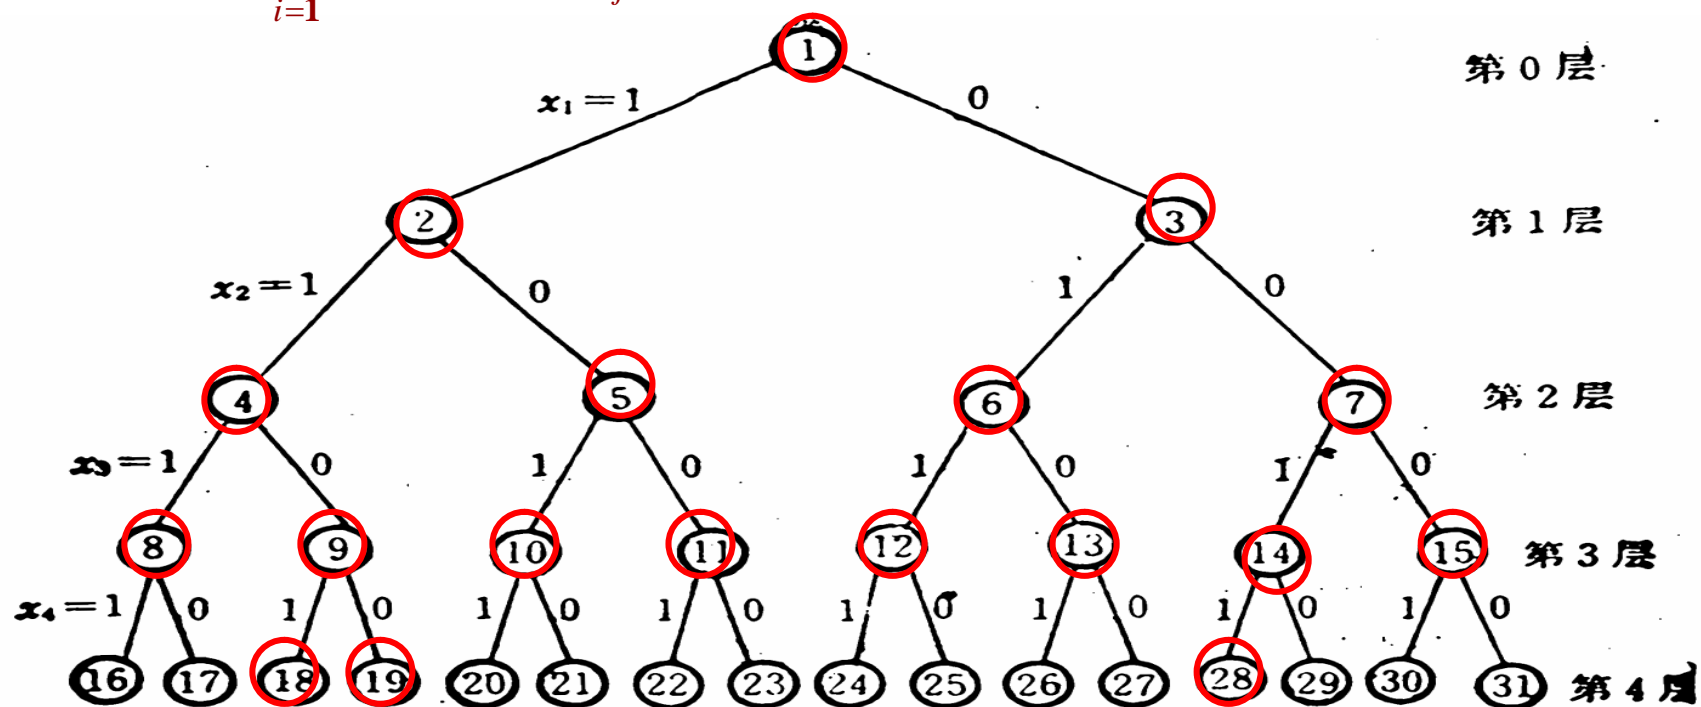 i=1
1 第0层
x₁=1 0
2 3 第1层
x₂=1 0 1 0
4 5 6 7 第2层
x₃=1 0 1 0 1 0 1 0
8 9 10 11 12 13 14 15 第3层
x₄=1 0 1 0 1 0 1 0 1 0 1 0 1 0 1 0
16 17 18 19 20 21 22 23 24 25 26 27 28 29 30 31 第4层